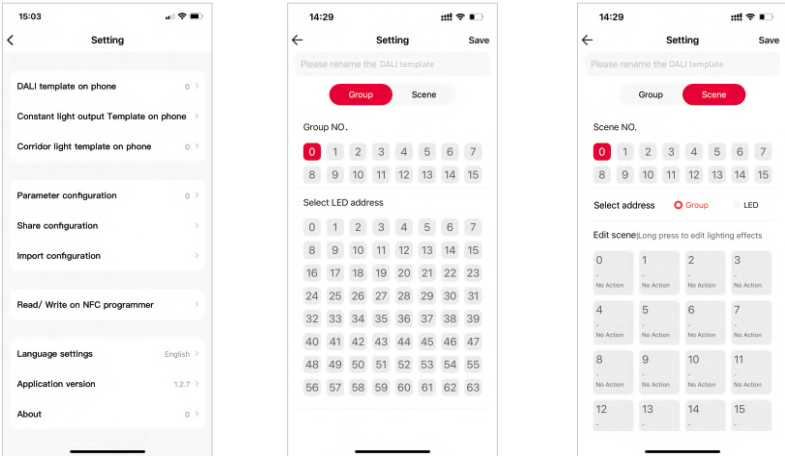 15:03
Setting
DALI template on phone 0
Constant light output Template on phone
Corridor light template on phone 0
Parameter configuration 0
Share configuration
Import configuration
Read/ Write on NFC programmer
Language settings English
Application version 1.2.7
About 0
14:29
Setting Save
Please rename the DALI template
Group Scene
Group NO.
0 1 2 3 4 5 6 7
8 9 10 11 12 13 14 15
Select LED address
0 1 2 3 4 5 6 7
8 9 10 11 12 13 14 15
16 17 18 19 20 21 22 23
24 25 26 27 28 29 30 31
32 33 34 35 36 37 38 39
40 41 42 43 44 45 46 47
48 49 50 51 52 53 54 55
56 57 58 59 60 61 62 63
14:29
Setting Save
Please rename the DALI template
Group Scene
Scene NO.
0 1 2 3 4 5 6 7
8 9 10 11 12 13 14 15
Select address Group LED
Edit scene|Long press to edit lighting effects
0 1 2 3
- - - -
No Action No Action No Action No Action
4 5 6 7
- - - -
No Action No Action No Action No Action
8 9 10 11
- - - -
No Action No Action No Action No Action
12 13 14 15
- - - -